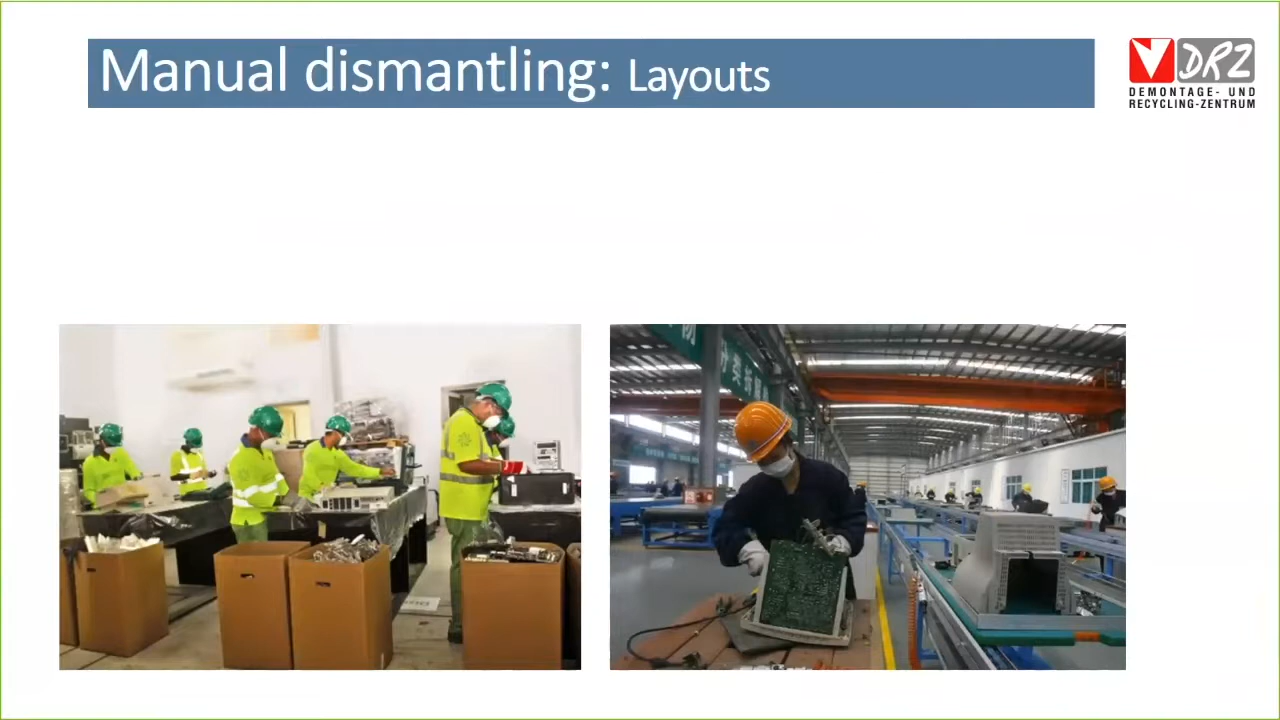 Manual dismantling: Layouts
DRZ
DEMONTAGE- UND
RECYCLING-ZENTRUM